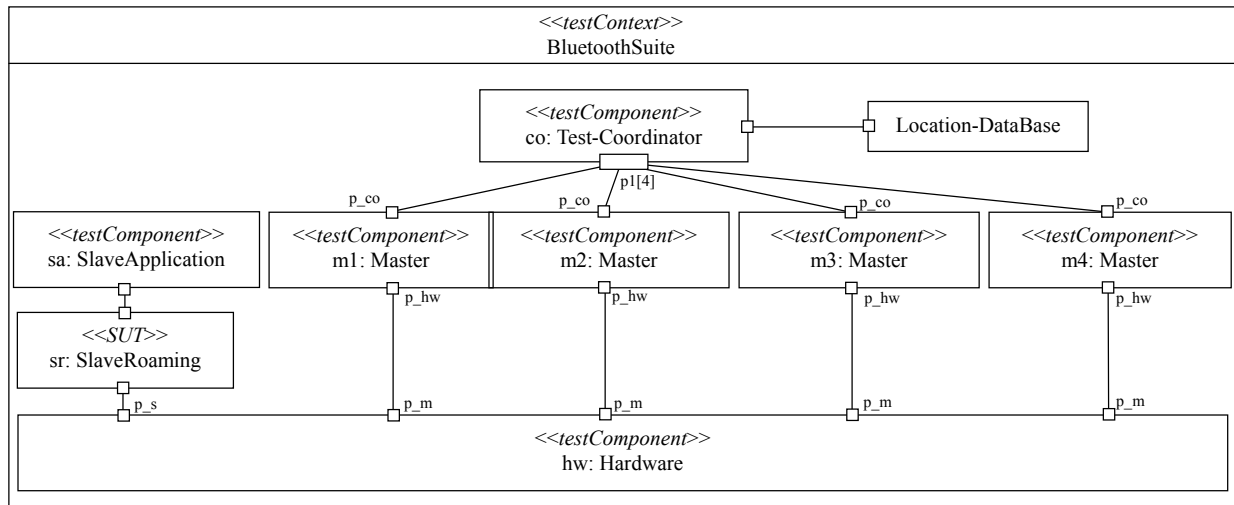 <<testContext>>
BluetoothSuite
<<testComponent>>
co: Test-Coordinator
Location-DataBase
p1[4]
p_co
p_co
p_co
p_co
<<testComponent>>
sa: SlaveApplication
<<testComponent>>
m1: Master
<<testComponent>>
m2: Master
<<testComponent>>
m3: Master
<<testComponent>>
m4: Master
p_hw
p_hw
p_hw
p_hw
<<SUT>>
sr: SlaveRoaming
p_s
p_m
p_m
p_m
p_m
<<testComponent>>
hw: Hardware